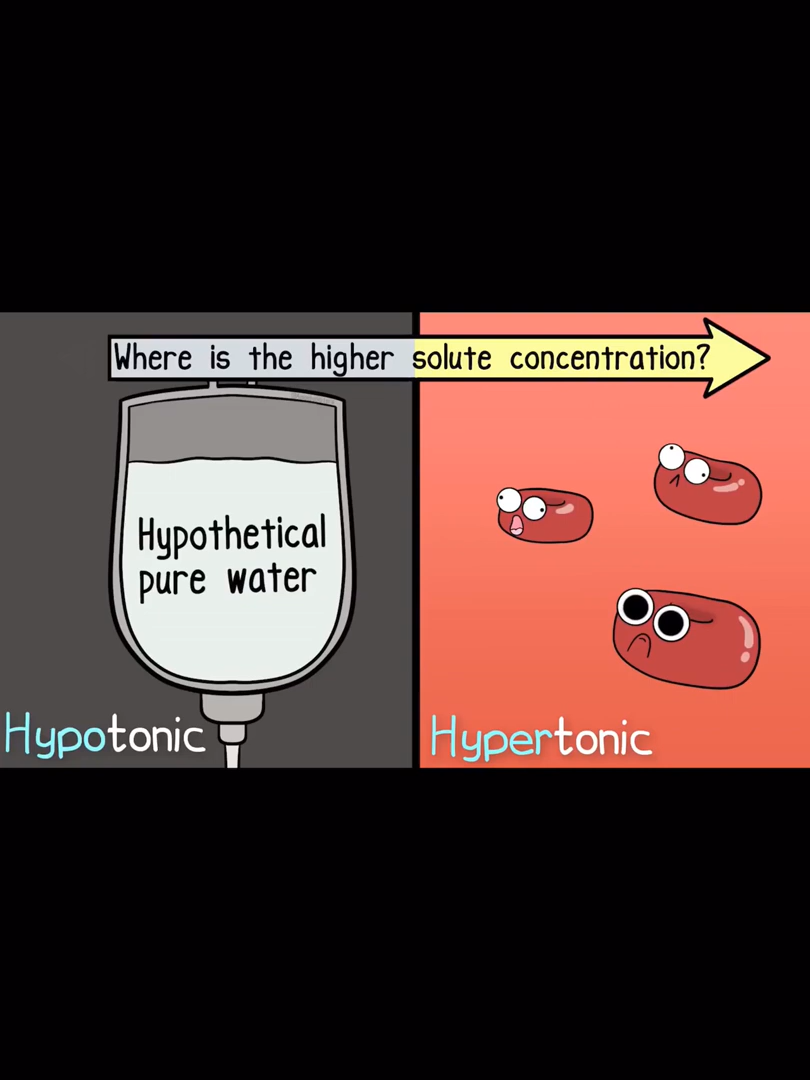 Where is the higher solute concentration?
Hypothetical
pure water
Hypotonic
Hypertonic